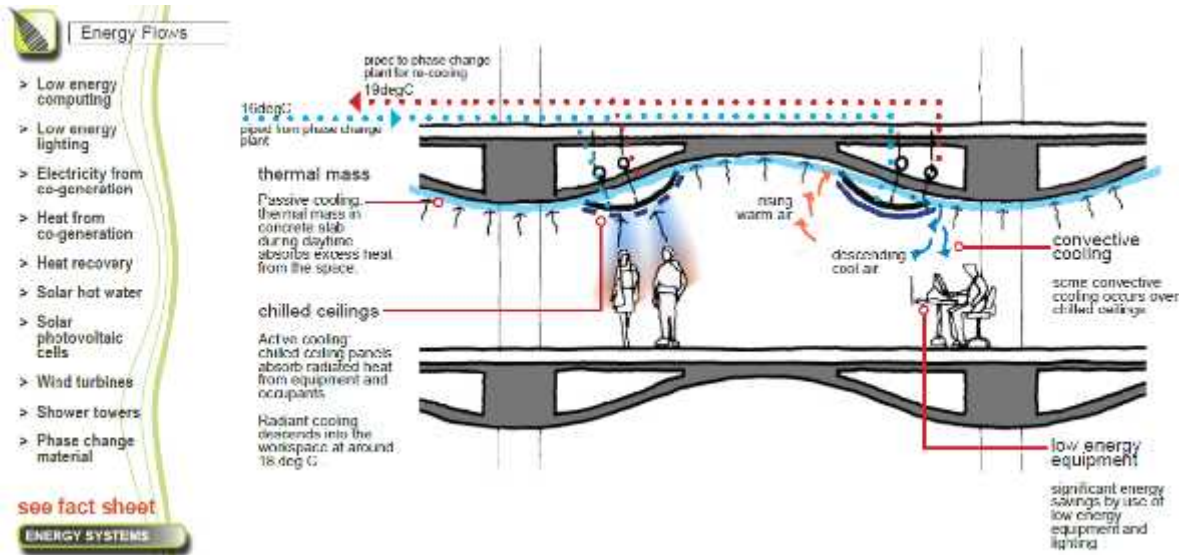 Energy Flows
> Low energy
computing
> Low energy
lighting
> Electricity from
co-generation
> Heat from
co-generation
> Heat recovery
> Solar hot water
> Solar
photovoltaic
cells
> Wind turbines
> Shower towers
> Phase change
material
see fact sheet
ENERGY SYSTEMS
piped to phase change
plant for re-cooling
19degC
16degC
piped from phase change
plant
thermal mass
Passive cooling:
thermal mass in
concrete slab
during daytime
absorbs excess heat
from the space.
chilled ceilings
Active cooling:
chilled ceiling panels
absorb radiated heat
from equipment and
occupants
Radiant cooling
descends into the
workspace at around
18 deg C
rising
warm air
descending
cool air
convective
cooling
some convective
cooling occurs over
chilled ceilings
low energy
equipment
significant energy
savings by use of
low energy
equipment and
lighting